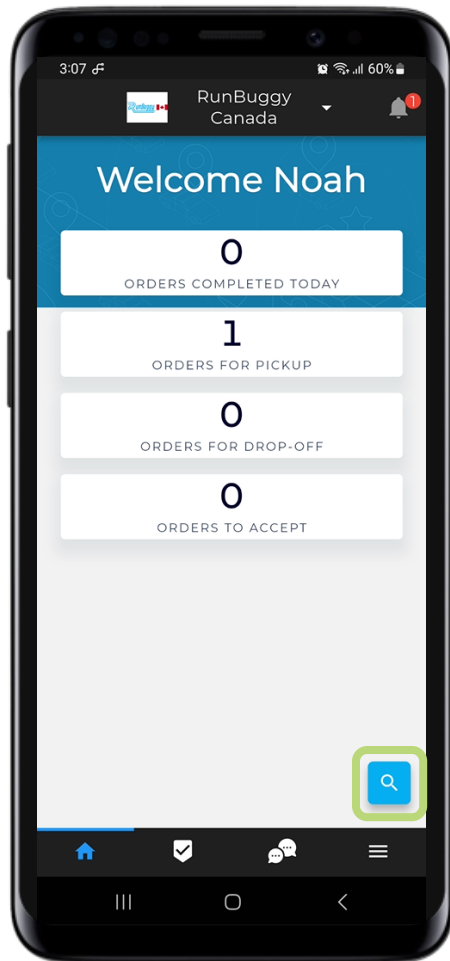 3:07
60%
RunBuggy
Canada
1
Welcome Noah
0
ORDERS COMPLETED TODAY
1
ORDERS FOR PICKUP
0
ORDERS FOR DROP-OFF
0
ORDERS TO ACCEPT